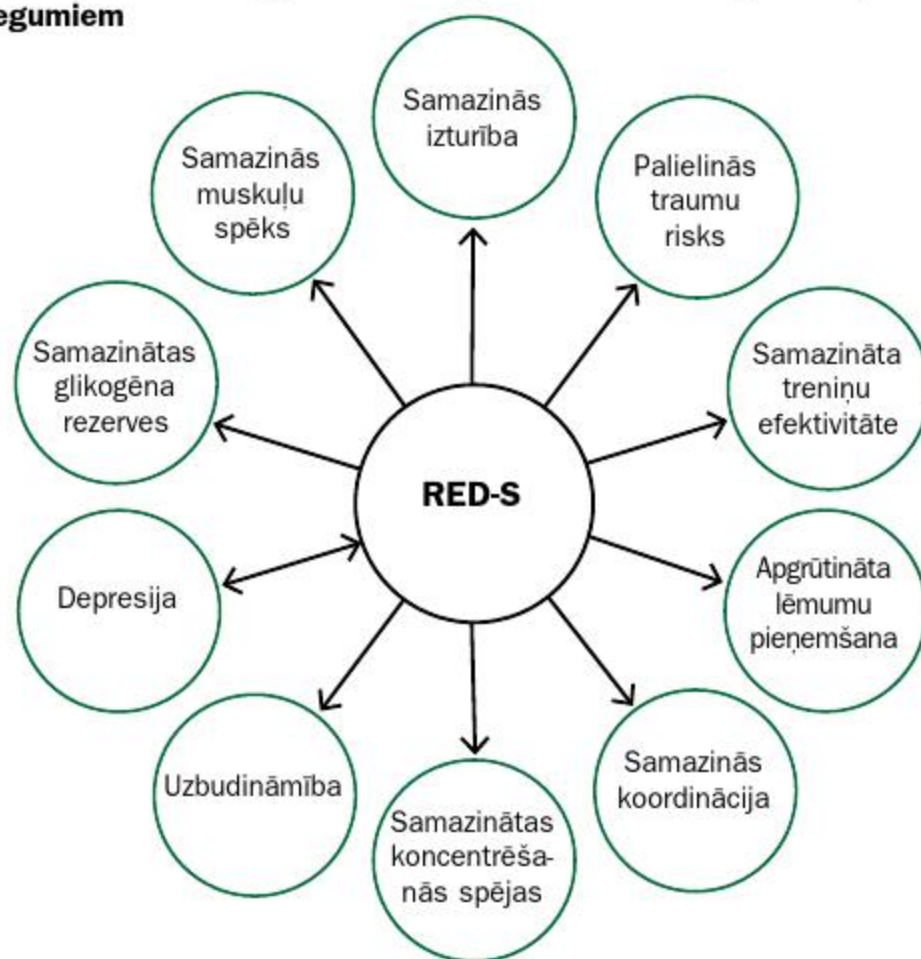 egumiem
Samazinās
izturība
Palielinās
traumu
risks
Samazināta
treniņu
efektivitāte
Apgrūtināta
lēmumu
pieņemšana
Samazinās
koordinācija
Samazinātas
koncentrēša-
nās spējas
Uzbudināmība
Depresija
Samazinātas
glikogēna
rezerves
Samazinās
muskuļu
spēks
RED-S